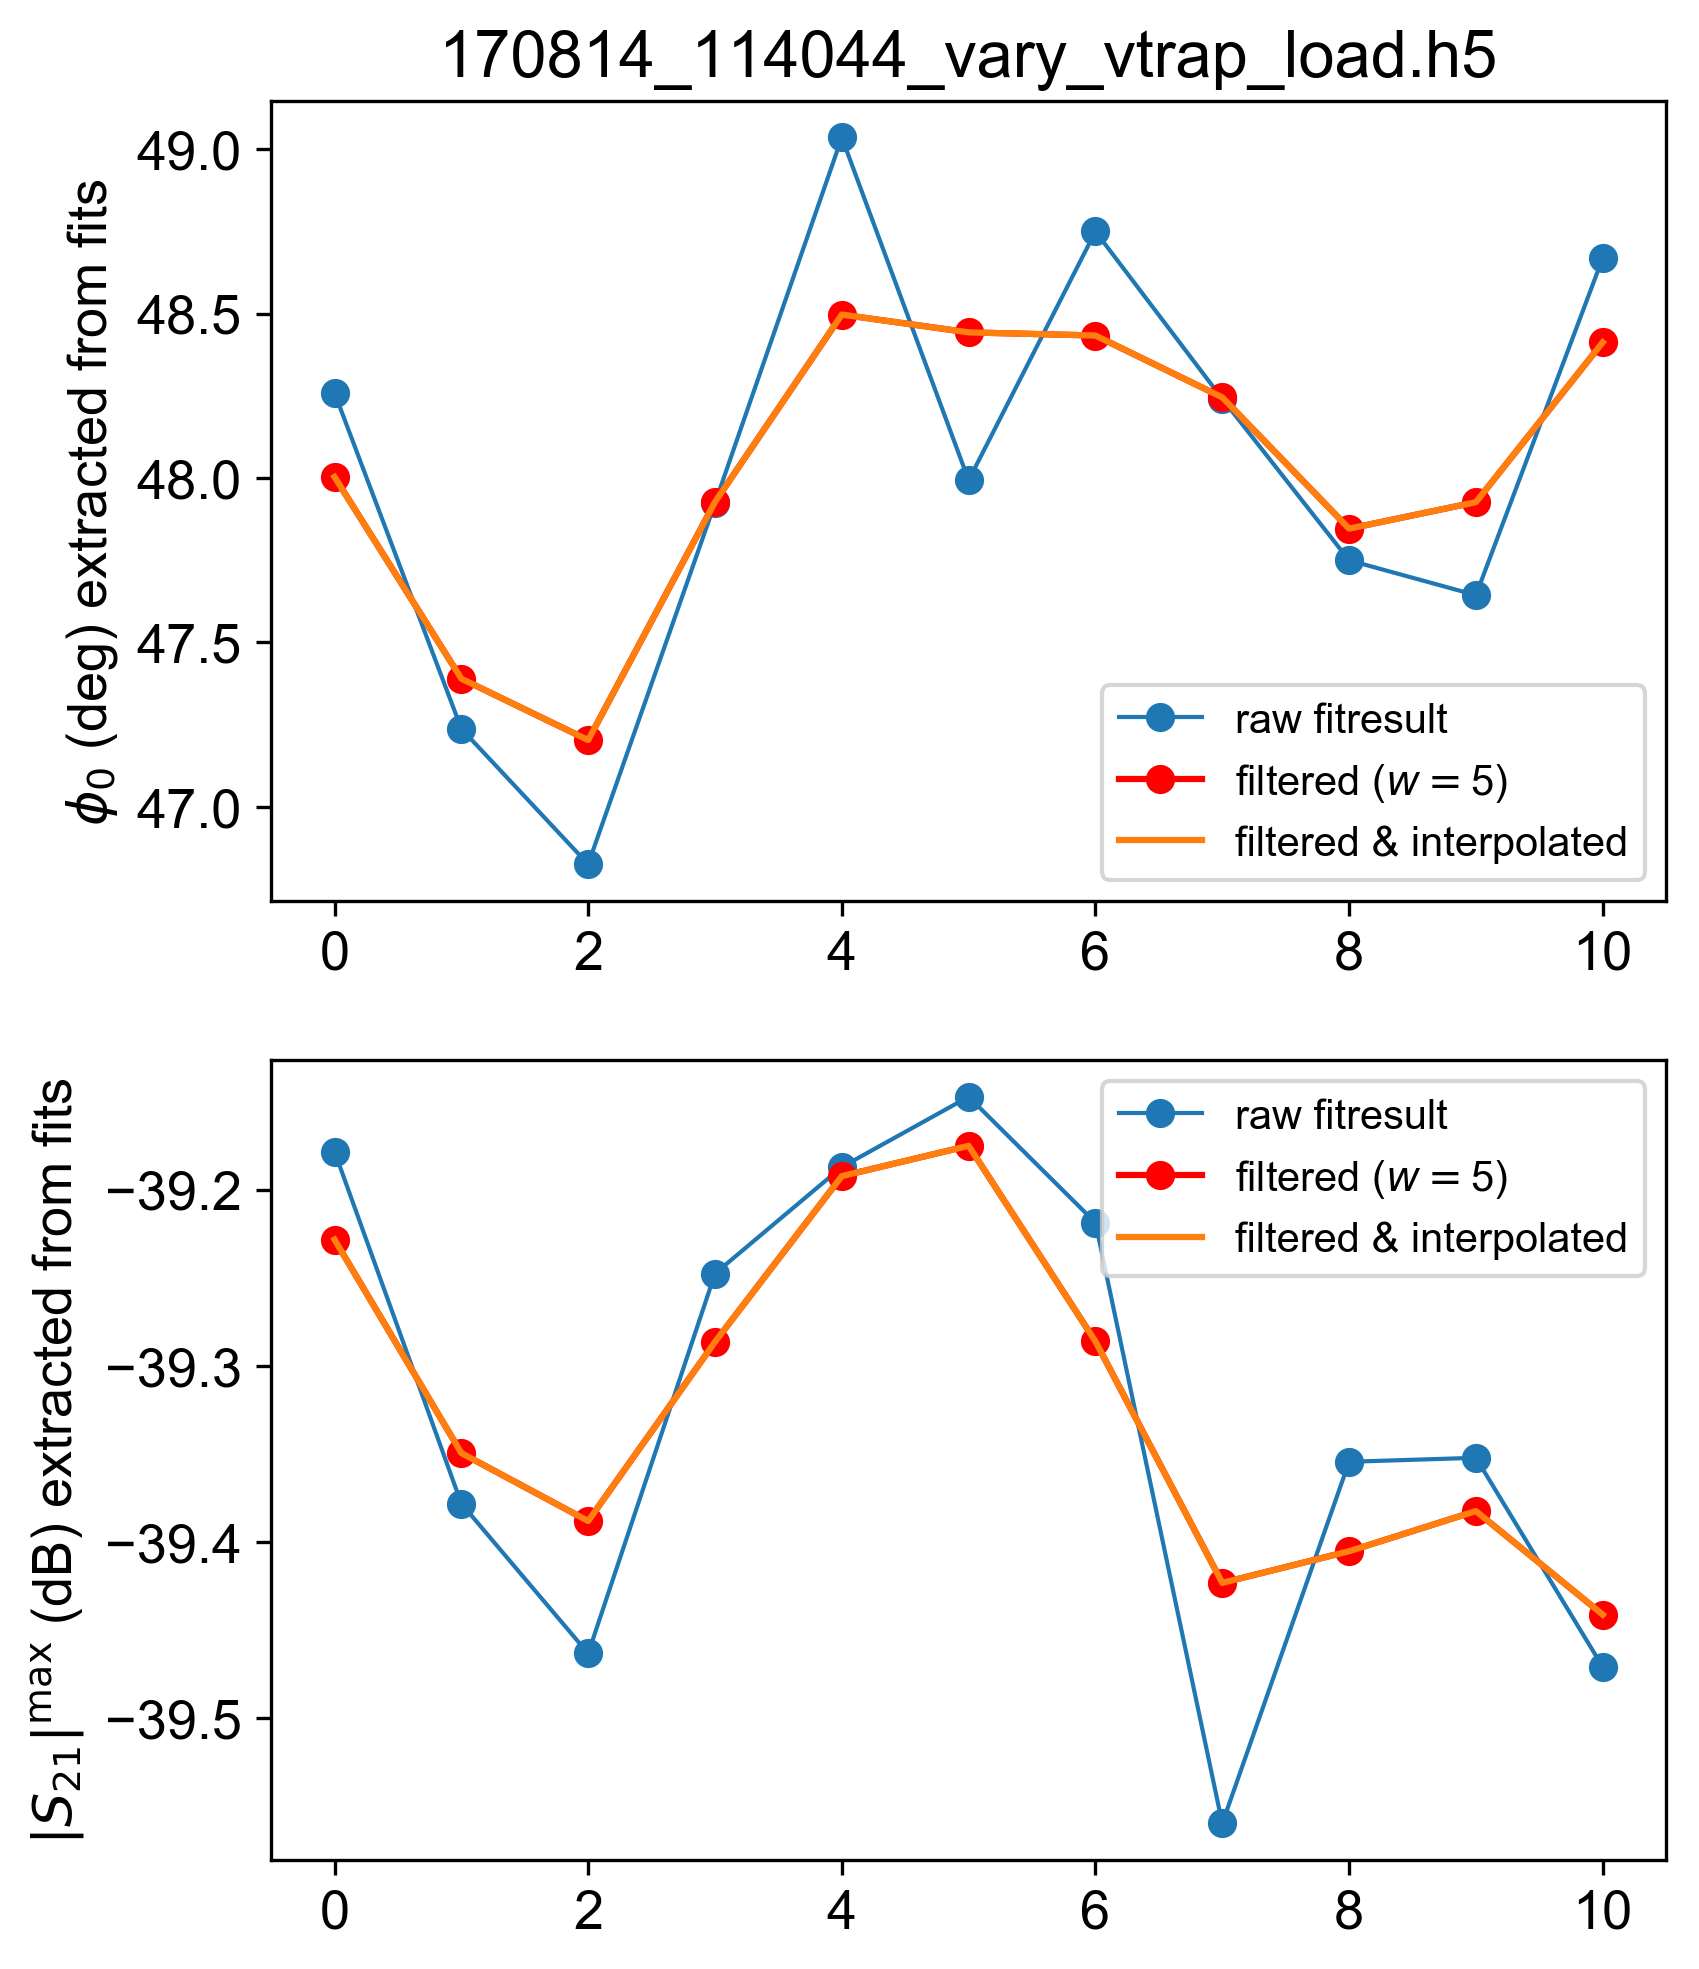 170814_114044_vary_vtrap_load.h5
ϕ₀ (deg) extracted from fits
49.0
48.5
48.0
47.5
47.0
raw fitresult
filtered (w = 5)
filtered & interpolated
0 2 4 6 8 10
|S₂₁|ᵐᵃˣ (dB) extracted from fits
−39.2
−39.3
−39.4
−39.5
raw fitresult
filtered (w = 5)
filtered & interpolated
0 2 4 6 8 10